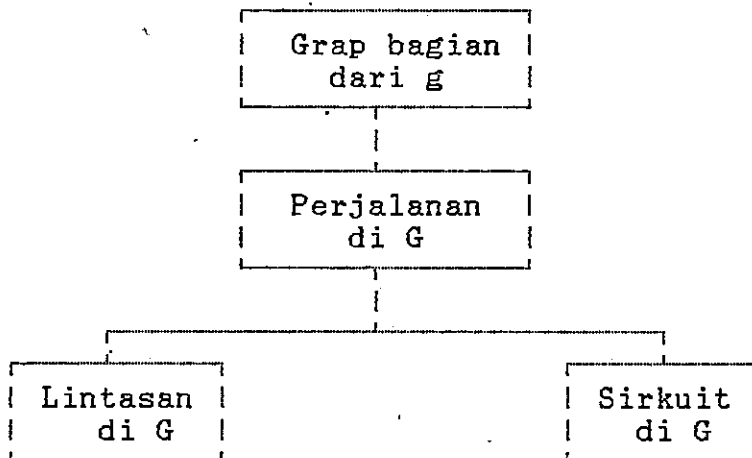 Grap bagian
dari g
Perjalanan
di G
Lintasan
di G
Sirkuit
di G